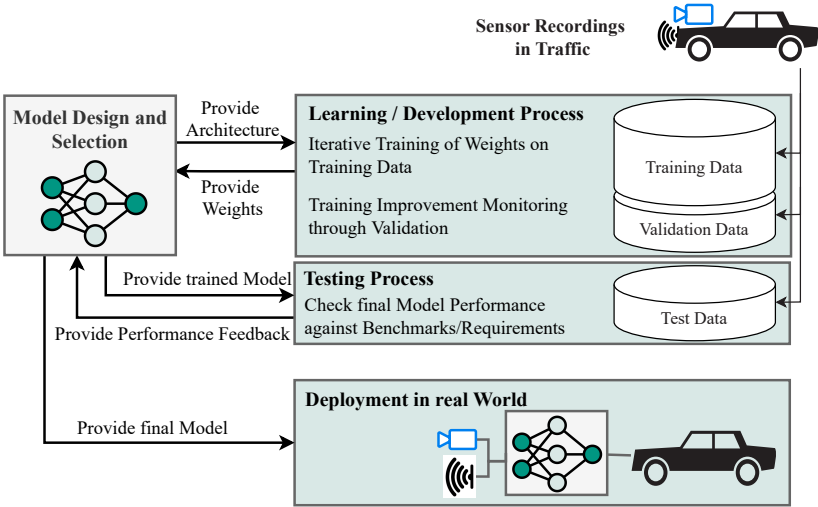 Sensor Recordings
in Traffic
Model Design and
Selection
Provide
Architecture
Provide
Weights
Learning / Development Process
Iterative Training of Weights on
Training Data
Training Improvement Monitoring
through Validation
Training Data
Validation Data
Provide trained Model
Provide Performance Feedback
Testing Process
Check final Model Performance
against Benchmarks/Requirements
Test Data
Provide final Model
Deployment in real World